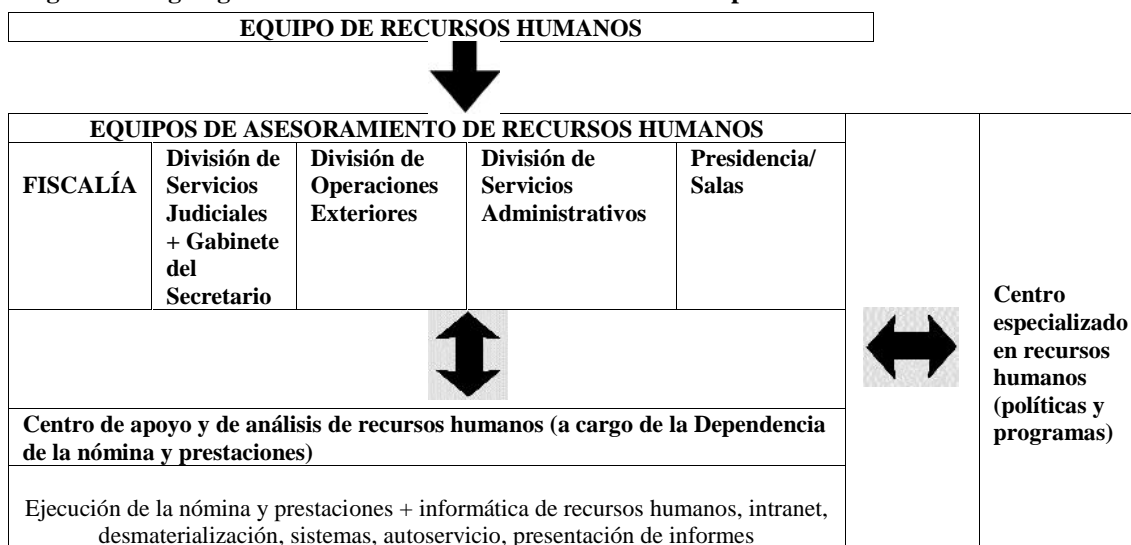 EQUIPO DE RECURSOS HUMANOS
EQUIPOS DE ASESORAMIENTO DE RECURSOS HUMANOS
FISCALÍA
División de
Servicios
Judiciales
+ Gabinete
del
Secretario
División de
Operaciones
Exteriores
División de
Servicios
Administrativos
Presidencia/
Salas
Centro
especializado
en recursos
humanos
(políticas y
programas)
Centro de apoyo y de análisis de recursos humanos (a cargo de la Dependencia
de la nómina y prestaciones)
Ejecución de la nómina y prestaciones + informática de recursos humanos, intranet,
desmaterialización, sistemas, autoservicio, presentación de informes